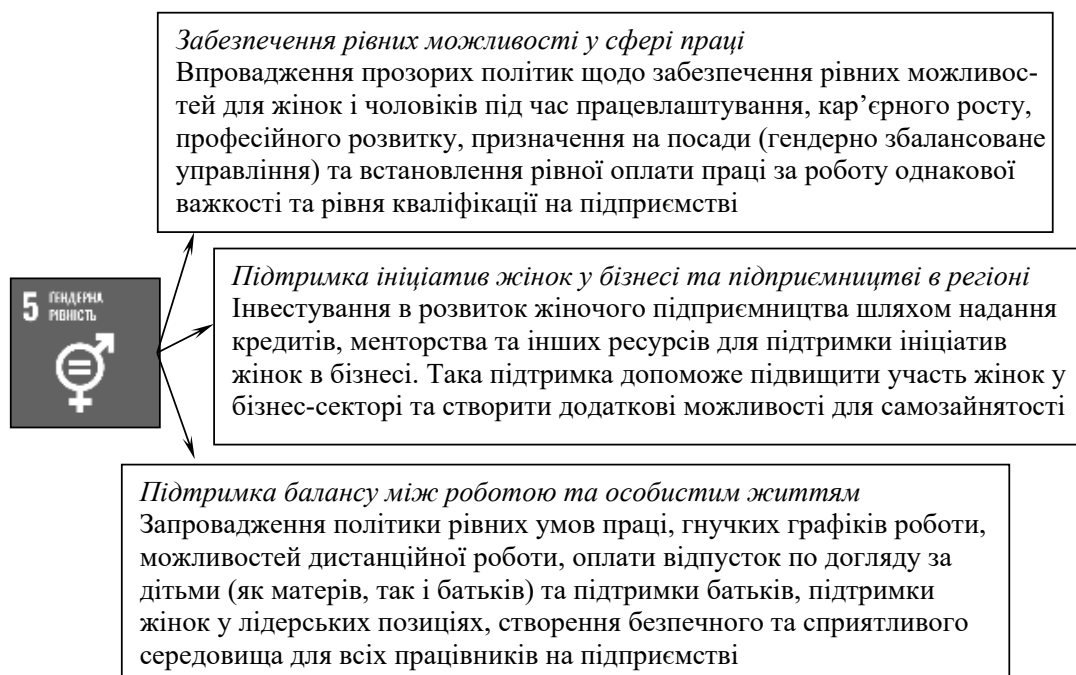 Забезпечення рівних можливості у сфері праці
Впровадження прозорих політик щодо забезпечення рівних можливос-
тей для жінок і чоловіків під час працевлаштування, кар’єрного росту,
професійного розвитку, призначення на посади (гендерно збалансоване
управління) та встановлення рівної оплати праці за роботу однакової
важкості та рівня кваліфікації на підприємстві
5 ГЕНДЕРНА
РІВНІСТЬ
Підтримка ініціатив жінок у бізнесі та підприємництві в регіоні
Інвестування в розвиток жіночого підприємництва шляхом надання
кредитів, менторства та інших ресурсів для підтримки ініціатив
жінок в бізнесі. Така підтримка допоможе підвищити участь жінок у
бізнес-секторі та створити додаткові можливості для самозайнятості
Підтримка балансу між роботою та особистим життям
Запровадження політики рівних умов праці, гнучких графіків роботи,
можливостей дистанційної роботи, оплати відпусток по догляду за
дітьми (як матерів, так і батьків) та підтримки батьків, підтримки
жінок у лідерських позиціях, створення безпечного та сприятливого
середовища для всіх працівників на підприємстві